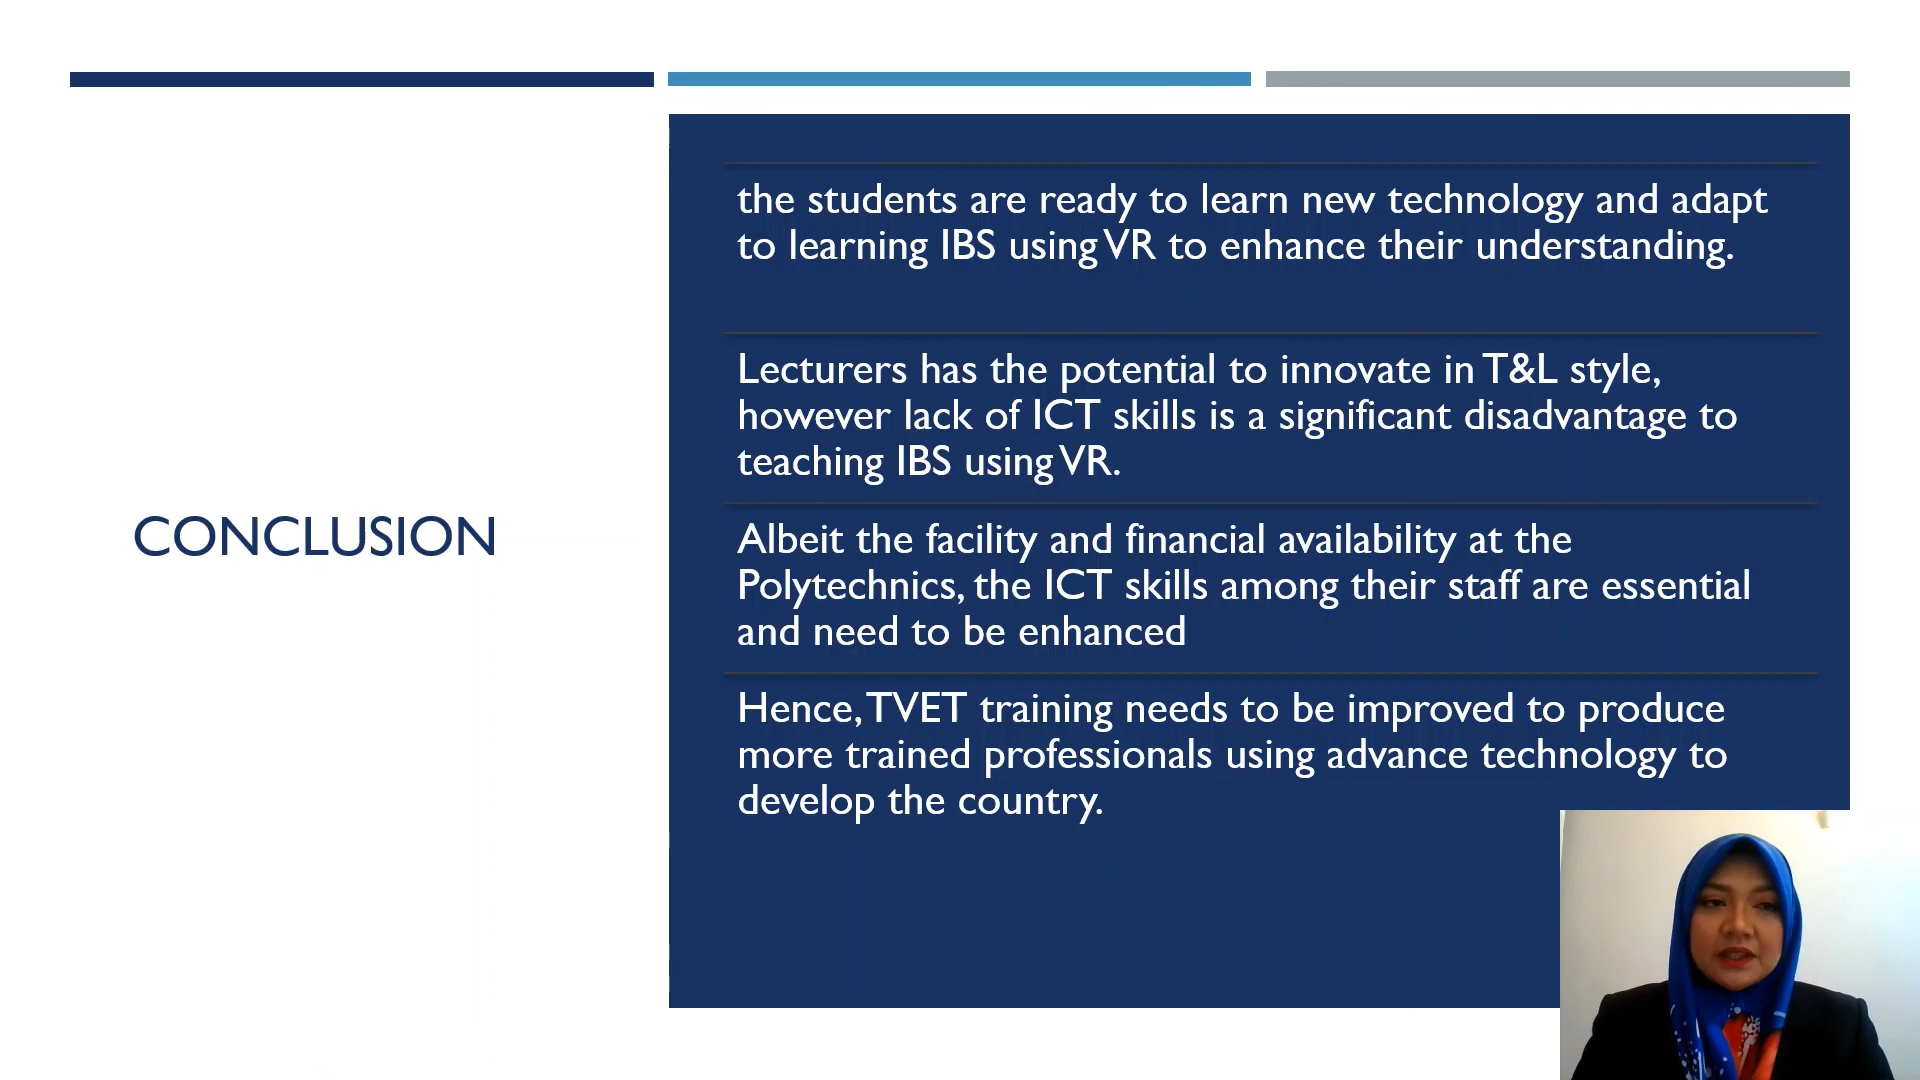 CONCLUSION
the students are ready to learn new technology and adapt
to learning IBS using VR to enhance their understanding.
Lecturers has the potential to innovate in T&L style,
however lack of ICT skills is a significant disadvantage to
teaching IBS using VR.
Albeit the facility and financial availability at the
Polytechnics, the ICT skills among their staff are essential
and need to be enhanced
Hence, TVET training needs to be improved to produce
more trained professionals using advance technology to
develop the country.